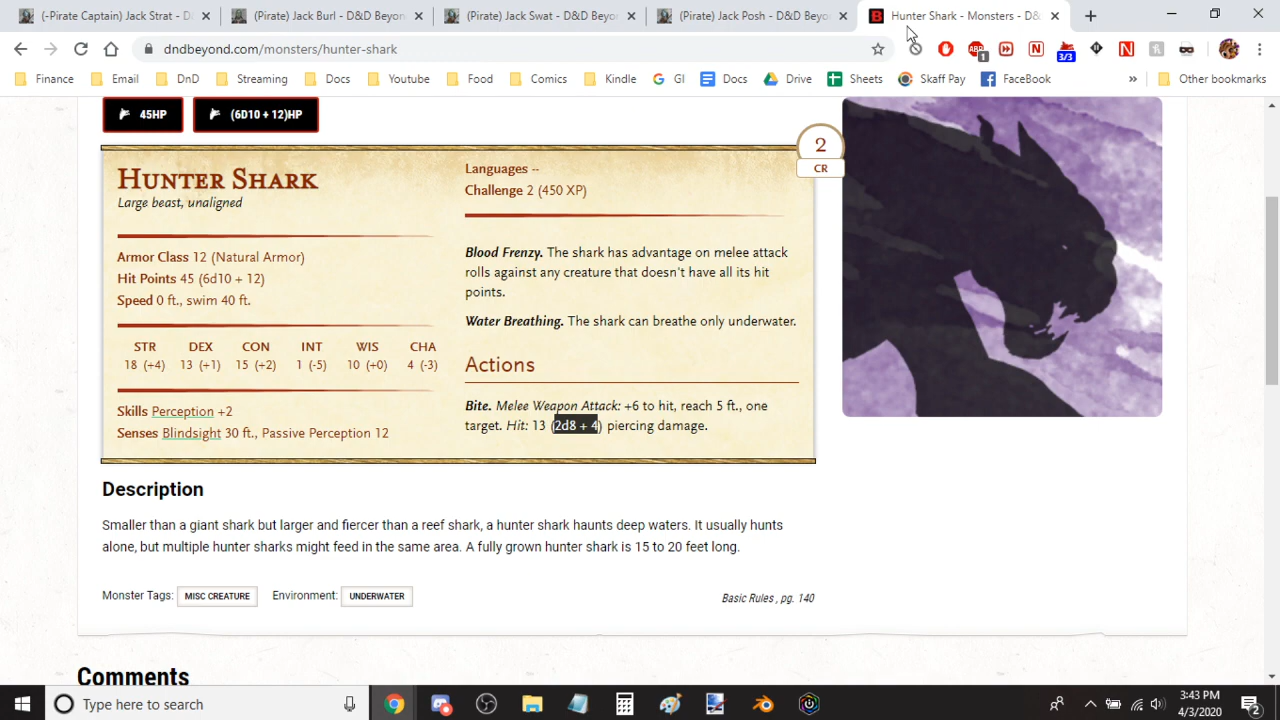 (-Pirate Captain) Jack Strat - D
(Pirate) Jack Burl - D&D Beyond
(Pirate) Jack Swat - D&D Bey
(Pirate) Jack Posh - D&D Beyo
Hunter Shark - Monsters - D&
dndbeyond.com/monsters/hunter-shark
ABP
1
3/3
Finance
Email
DnD
Streaming
Docs
Youtube
Food
Comics
Kindle
GI
Docs
Drive
Sheets
Skaff Pay
FaceBook
»
Other bookmarks
45HP
(6D10 + 12)HP
2
CR
Hunter Shark
Large beast, unaligned
Armor Class 12 (Natural Armor)
Hit Points 45 (6d10 + 12)
Speed 0 ft., swim 40 ft.
STR DEX CON INT WIS CHA
18 (+4) 13 (+1) 15 (+2) 1 (-5) 10 (+0) 4 (-3)
Skills Perception +2
Senses Blindsight 30 ft., Passive Perception 12
Languages --
Challenge 2 (450 XP)
Blood Frenzy. The shark has advantage on melee attack
rolls against any creature that doesn't have all its hit
points.
Water Breathing. The shark can breathe only underwater.
Actions
Bite. Melee Weapon Attack: +6 to hit, reach 5 ft., one
target. Hit: 13 (2d8 + 4) piercing damage.
Description
Smaller than a giant shark but larger and fiercer than a reef shark, a hunter shark haunts deep waters. It usually hunts
alone, but multiple hunter sharks might feed in the same area. A fully grown hunter shark is 15 to 20 feet long.
Monster Tags: MISC CREATURE Environment: UNDERWATER
Basic Rules , pg. 140
Comments
Type here to search
3:43 PM
4/3/2020
2